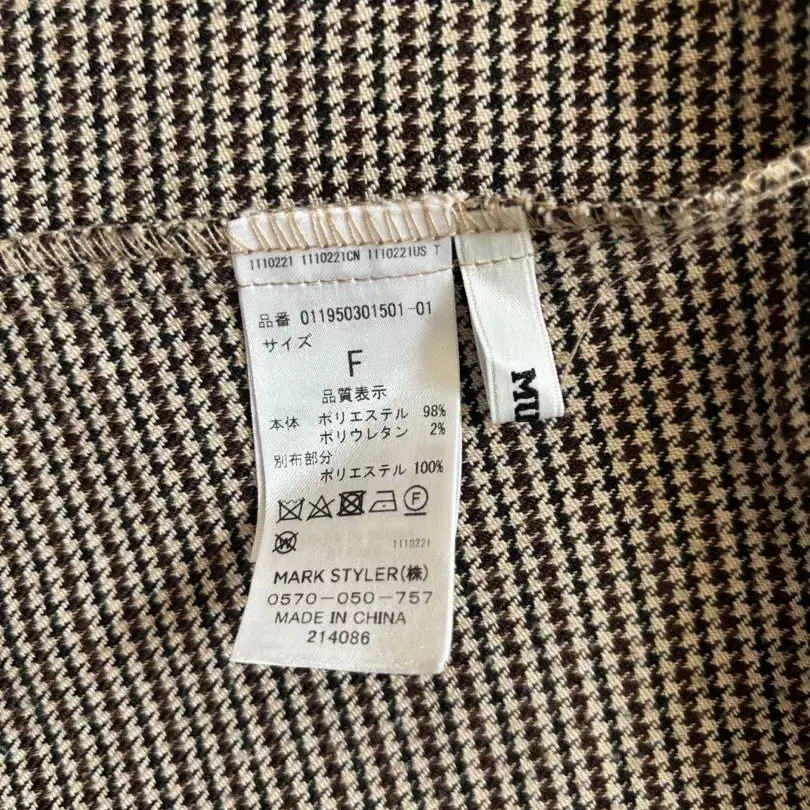 1110221 1110221CN 1110221US T
品番 011950301501-01
サイズ
F
品質表示
本体 ポリエステル 98%
ポリウレタン 2%
別布部分
ポリエステル 100%
F
W
1110221
MARK STYLER(株)
0570-050-757
MADE IN CHINA
214086
MU